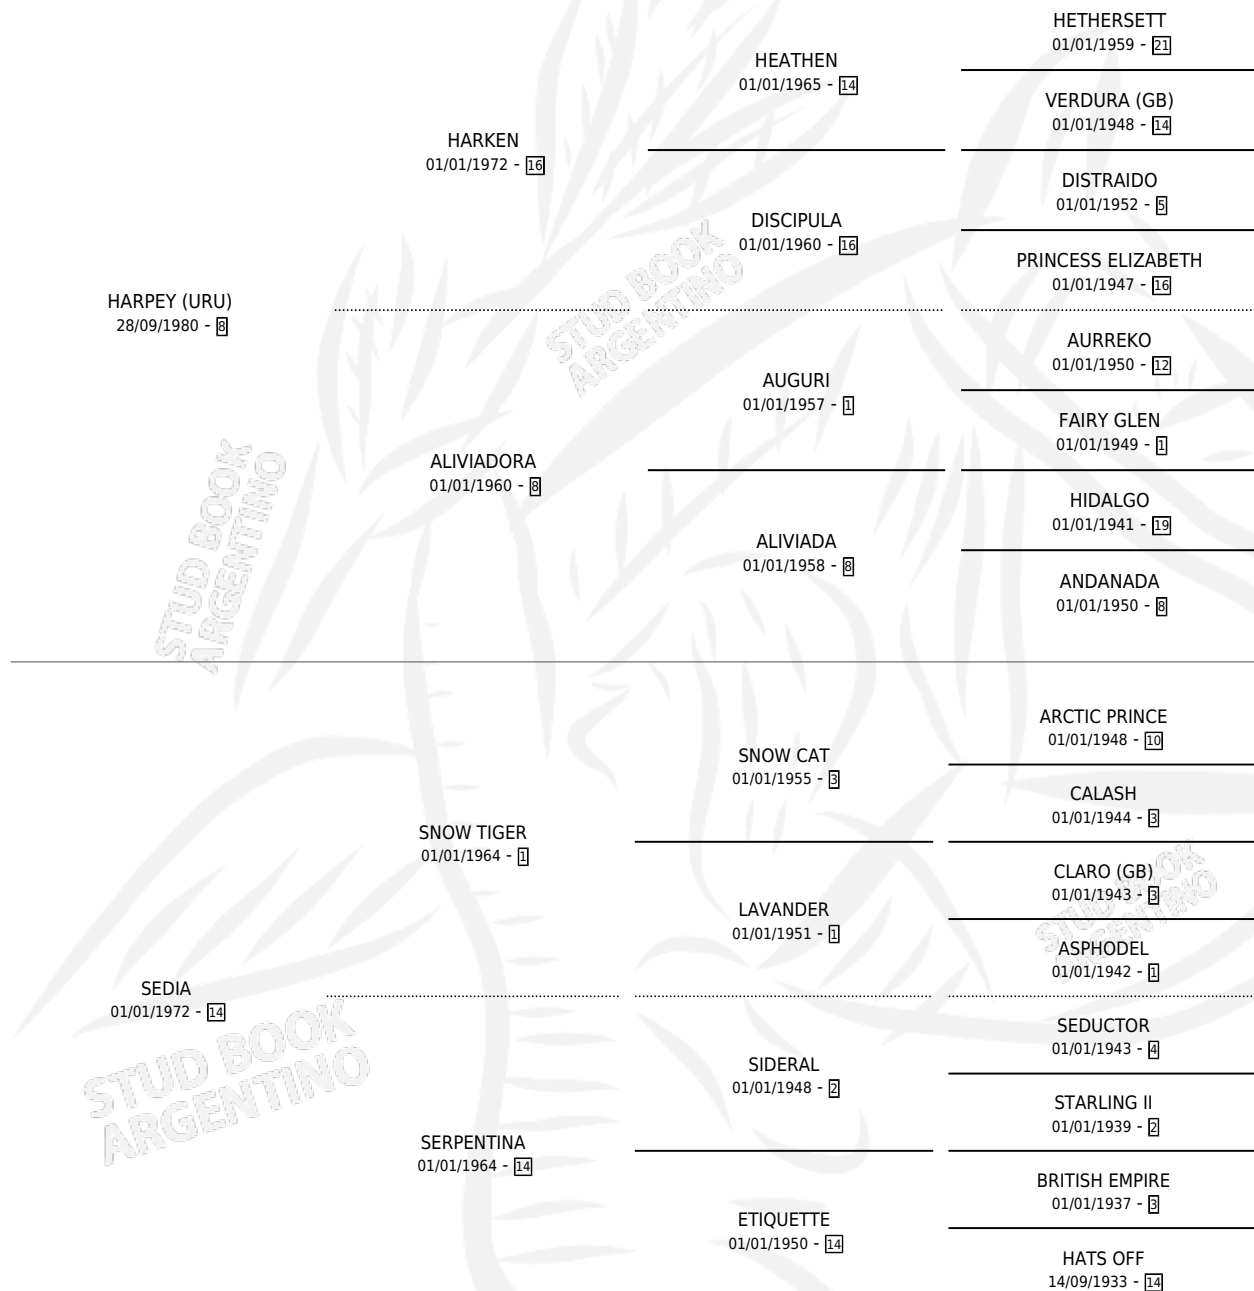 HETHERSETT
01/01/1959 - 21
HEATHEN
01/01/1965 - 14
VERDURA (GB)
01/01/1948 - 14
HARKEN
01/01/1972 - 16
DISTRAIDO
01/01/1952 - 5
DISCIPULA
01/01/1960 - 16
PRINCESS ELIZABETH
01/01/1947 - 16
HARPEY (URU)
28/09/1980 - 8
STUD BOOK
ARGENTINO
AURREKO
01/01/1950 - 12
AUGURI
01/01/1957 - 1
FAIRY GLEN
01/01/1949 - 1
ALIVIADORA
01/01/1960 - 8
HIDALGO
01/01/1941 - 19
ALIVIADA
01/01/1958 - 8
ANDANADA
01/01/1950 - 8
STUD BOOK
ARGENTINO
ARCTIC PRINCE
01/01/1948 - 10
SNOW CAT
01/01/1955 - 3
CALASH
01/01/1944 - 3
SNOW TIGER
01/01/1964 - 1
CLARO (GB)
01/01/1943 - 3
LAVANDER
01/01/1951 - 1
STUD BOOK
ARGENTINO
ASPHODEL
01/01/1942 - 1
SEDIA
01/01/1972 - 14
SEDUCTOR
01/01/1943 - 4
SIDERAL
01/01/1948 - 2
STUD BOOK
ARGENTINO
STARLING II
01/01/1939 - 2
SERPENTINA
01/01/1964 - 14
BRITISH EMPIRE
01/01/1937 - 3
ETIQUETTE
01/01/1950 - 14
HATS OFF
14/09/1933 - 14